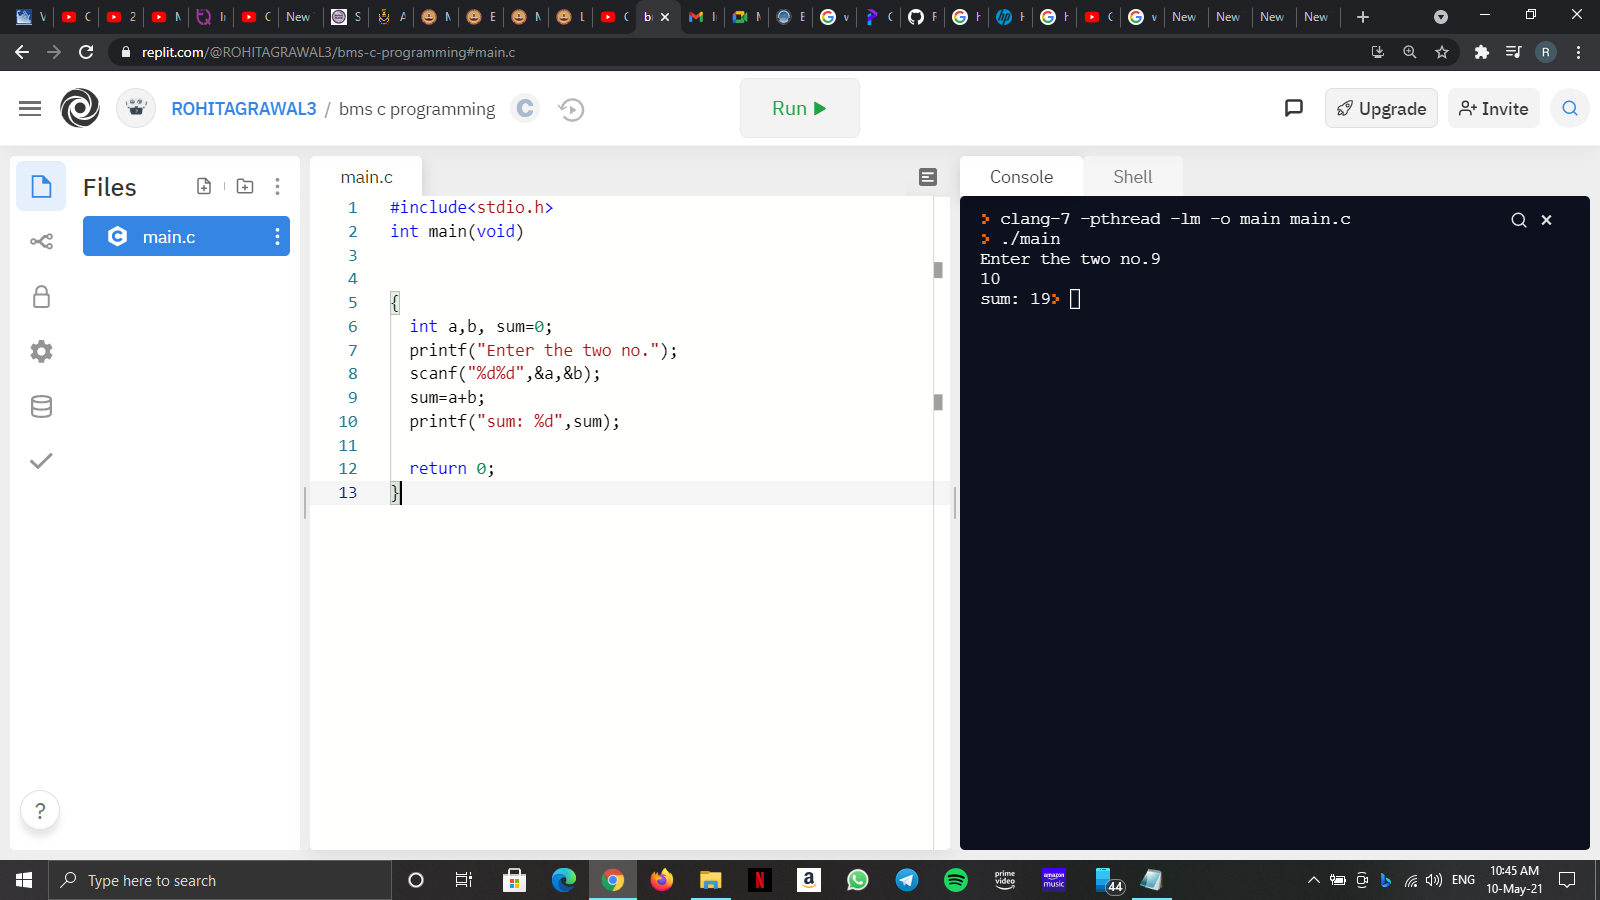 V
C
2
M
Ir
C
New
S
A
M
E
M
L
C
b
Ir
M
E
v
C
F
h
H
h
C
v
New
New
New
New
replit.com/@ROHITAGRAWAL3/bms-c-programming#main.c
R
ROHITAGRAWAL3 / bms c programming
C
Run
Upgrade
Invite
Files
main.c
main.c
Console
Shell
1 #include<stdio.h>
2 int main(void)
3
4
5 {
6 int a,b, sum=0;
7 printf("Enter the two no.");
8 scanf("%d%d",&a,&b);
9 sum=a+b;
10 printf("sum: %d",sum);
11
12 return 0;
13 }
> clang-7 -pthread -lm -o main main.c
> ./main
Enter the two no.9
10
sum: 19>
?
Type here to search
prime video
amazon music
44
ENG
10:45 AM
10-May-21